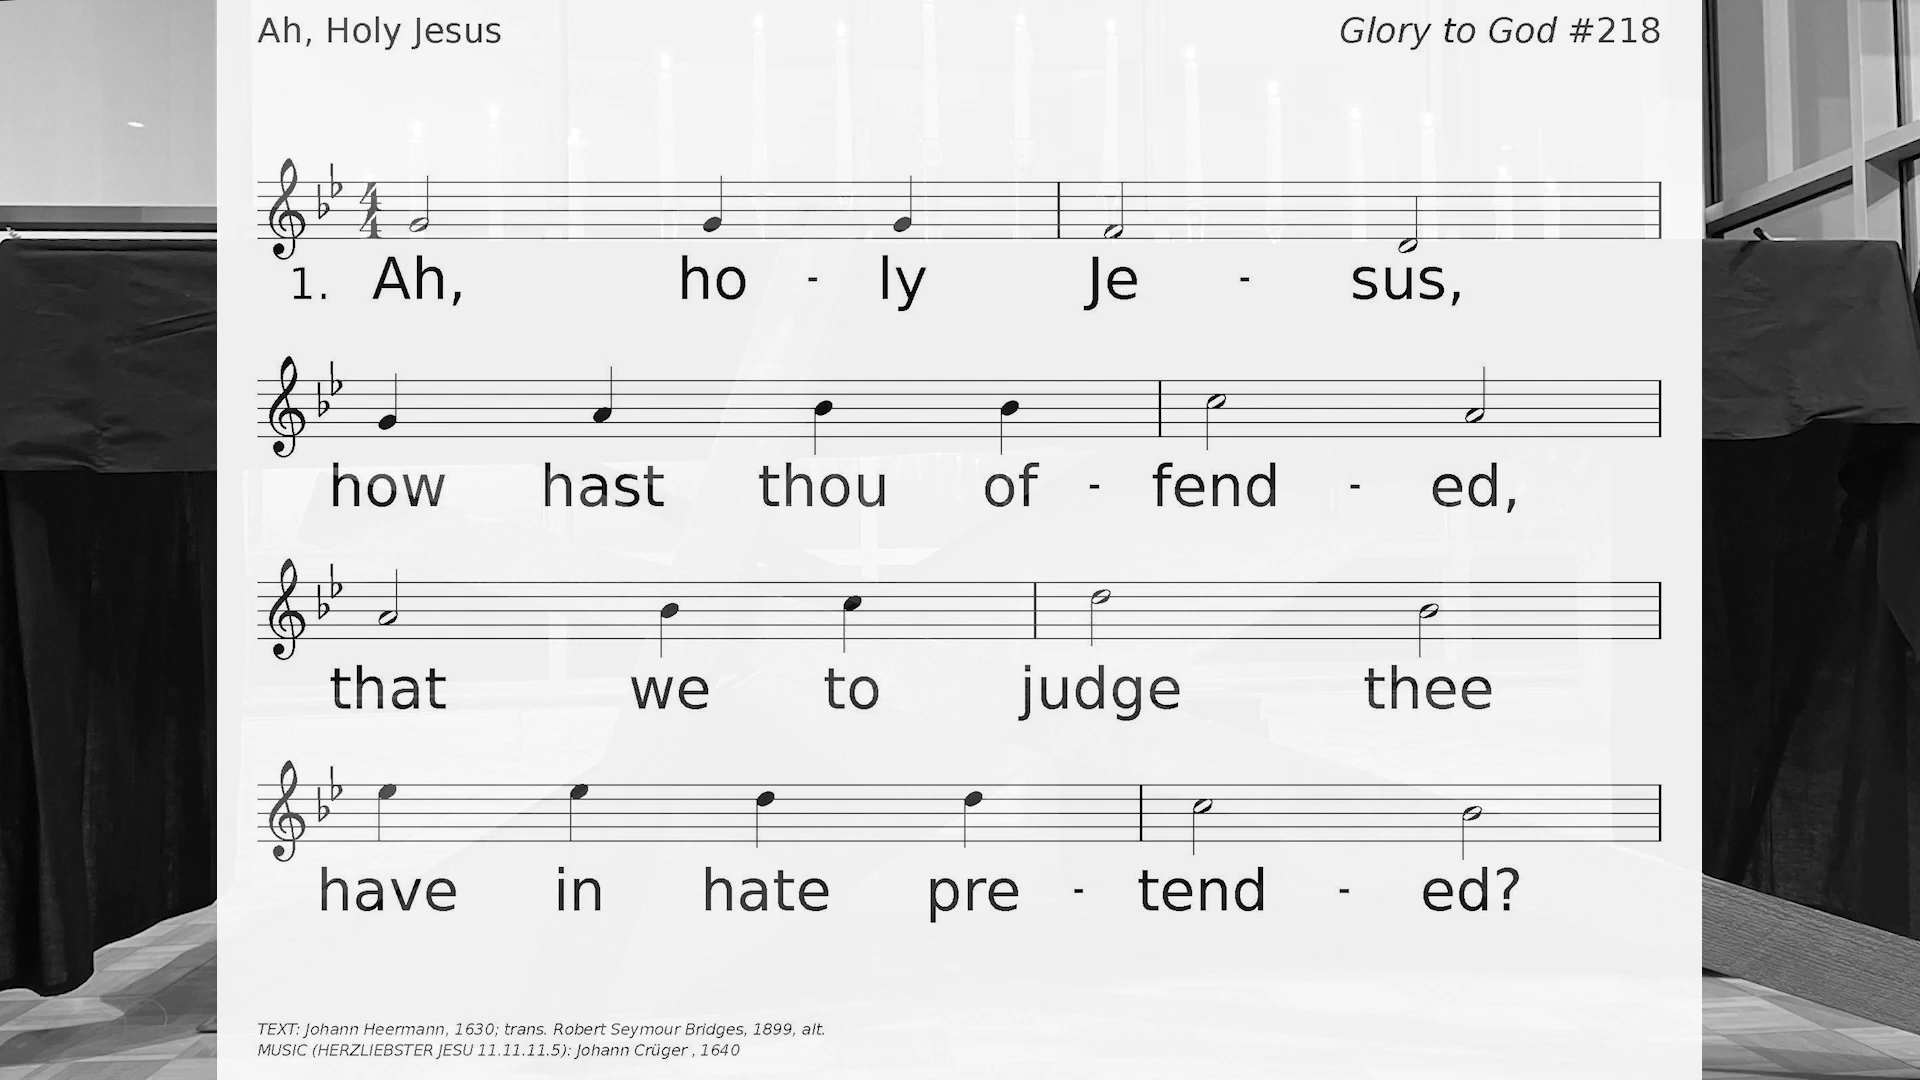 Ah, Holy Jesus
Glory to God #218
1. Ah, ho - ly Je - sus,
how hast thou of - fend - ed,
that we to judge thee
have in hate pre - tend - ed?
TEXT: Johann Heermann, 1630; trans. Robert Seymour Bridges, 1899, alt.
MUSIC (HERZLIEBSTER JESU 11.11.11.5): Johann Crüger , 1640